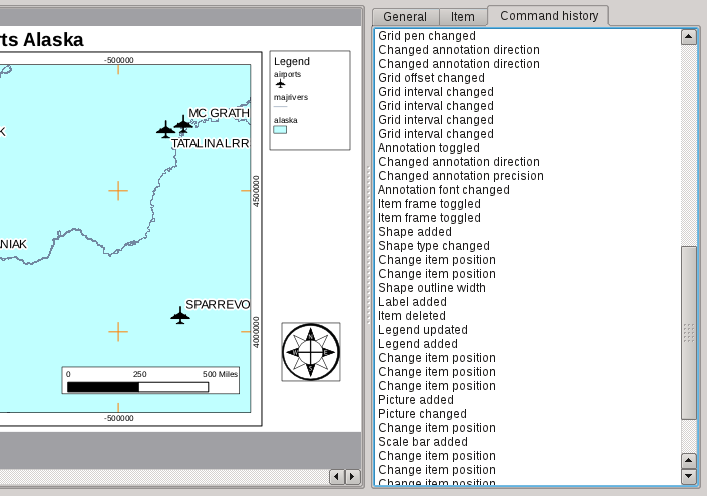 ts Alaska
-500000
Legend
airports
majrivers
alaska
MC GRATH
K
TATALINA LRR
4500000
NIAK
SPARREVO
4000000
N
E
S
W
0 250 500 Miles
-500000
General Item Command history
Grid pen changed
Changed annotation direction
Changed annotation direction
Grid offset changed
Grid interval changed
Grid interval changed
Grid interval changed
Grid interval changed
Annotation toggled
Changed annotation direction
Changed annotation precision
Annotation font changed
Item frame toggled
Item frame toggled
Shape added
Shape type changed
Change item position
Change item position
Shape outline width
Label added
Item deleted
Legend updated
Legend added
Change item position
Change item position
Change item position
Picture added
Picture changed
Change item position
Scale bar added
Change item position
Change item position
Change item position